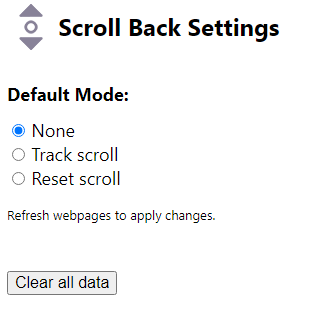 Scroll Back Settings
Default Mode:
None
Track scroll
Reset scroll
Refresh webpages to apply changes.
Clear all data